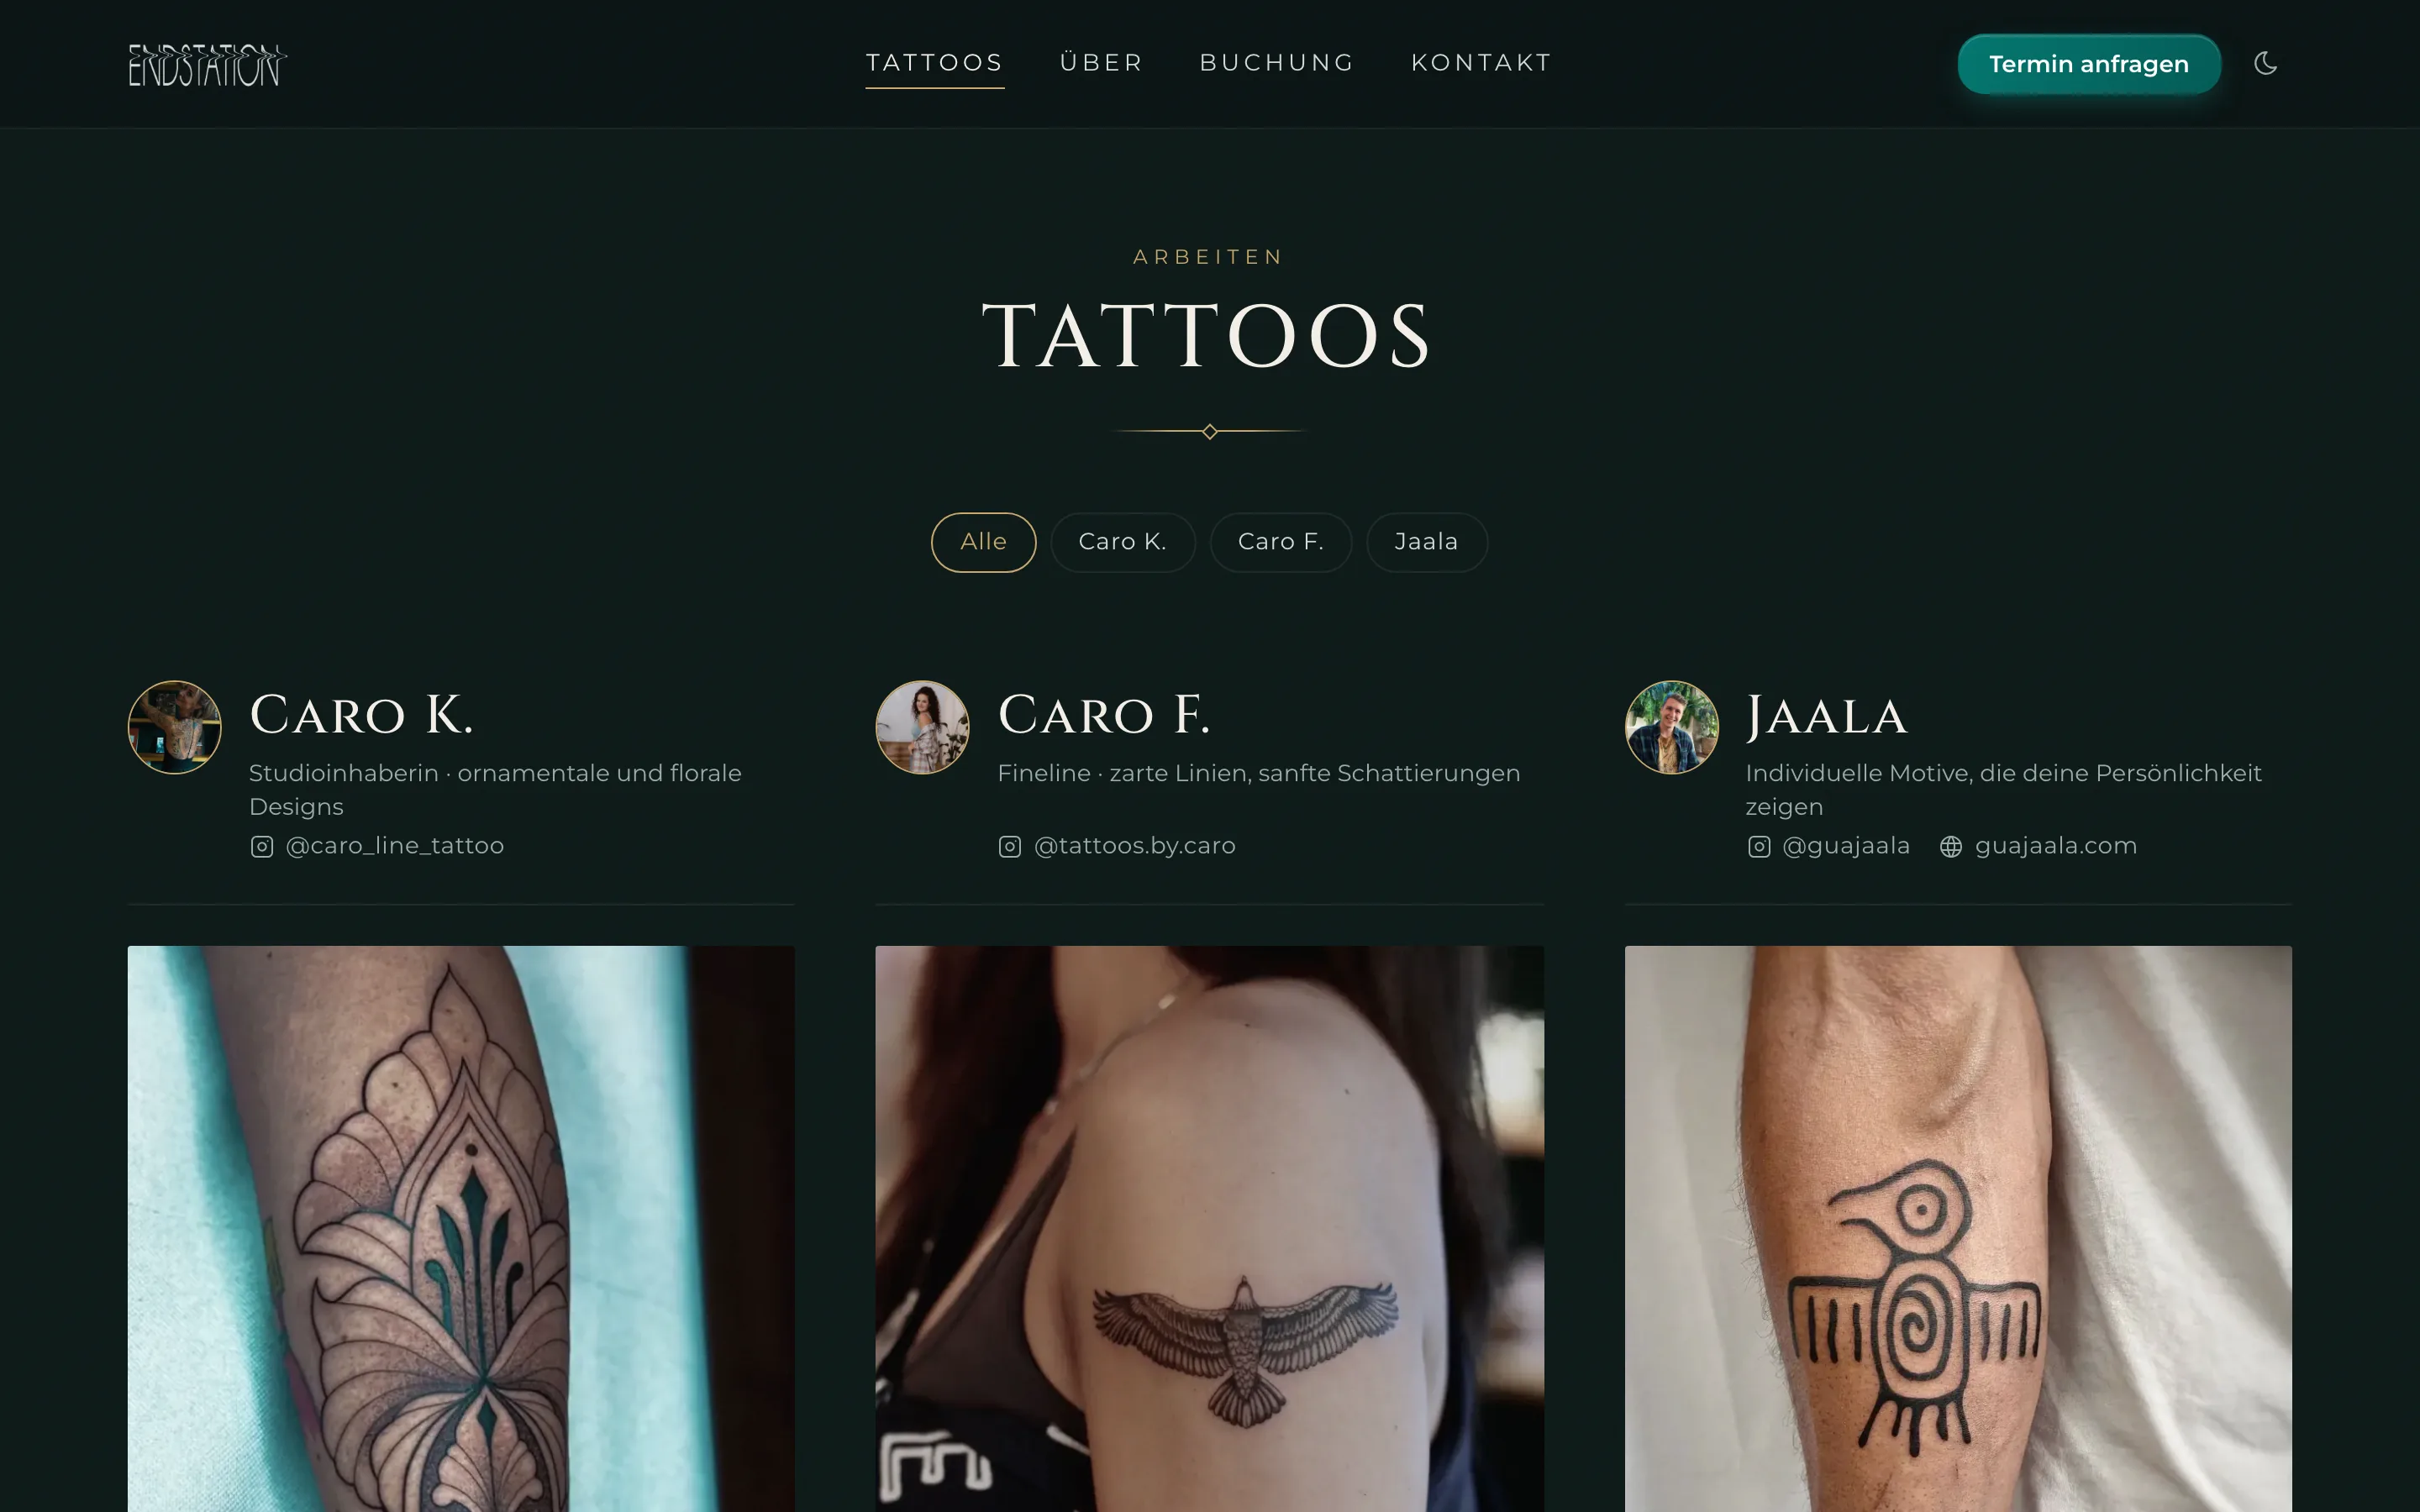 ENDSTATION
TATTOOS
ÜBER
BUCHUNG
KONTAKT
Termin anfragen
ARBEITEN
TATTOOS
Alle
Caro K.
Caro F.
Jaala
Caro K.
Studioinhaberin · ornamentale und florale
Designs
@caro_line_tattoo
Caro F.
Fineline · zarte Linien, sanfte Schattierungen
@tattoos.by.caro
Jaala
Individuelle Motive, die deine Persönlichkeit
zeigen
@guajaala
guajaala.com